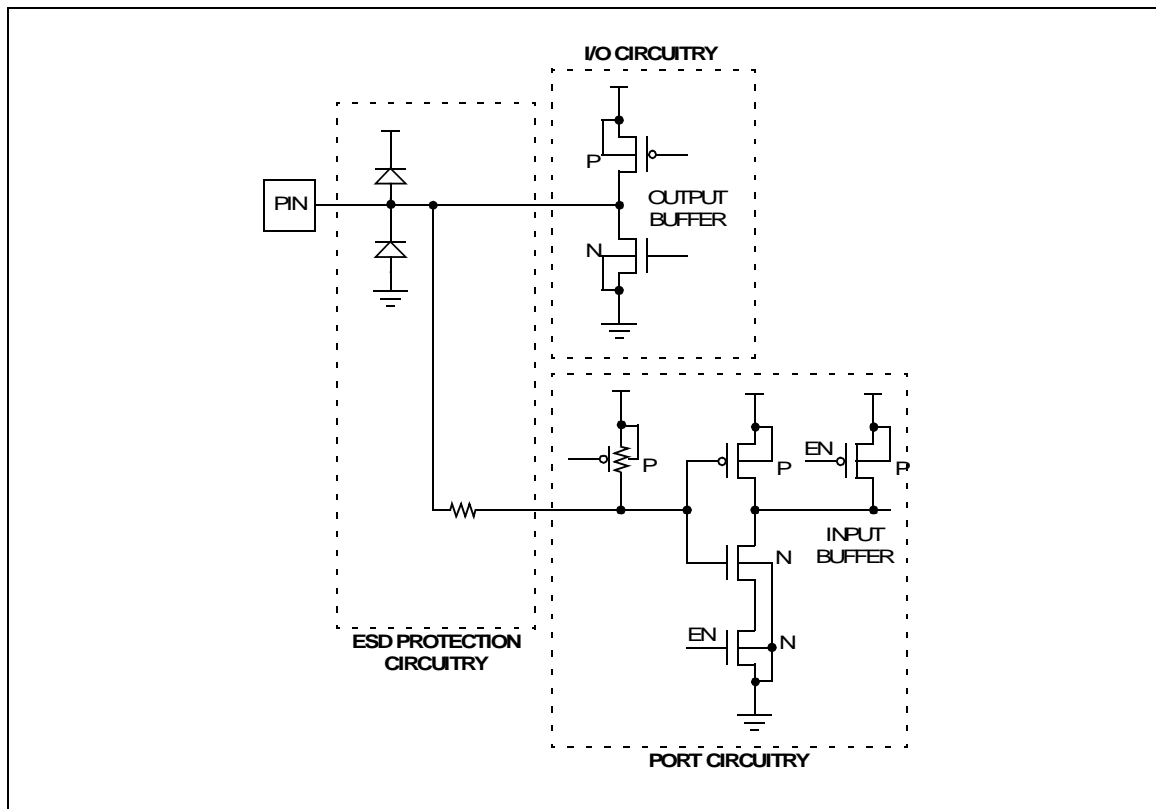 I/O CIRCUITRY
P
PIN
OUTPUT
BUFFER
N
EN
P
P
P
INPUT
BUFFER
N
EN
N
ESD PROTECTION
CIRCUITRY
PORT CIRCUITRY